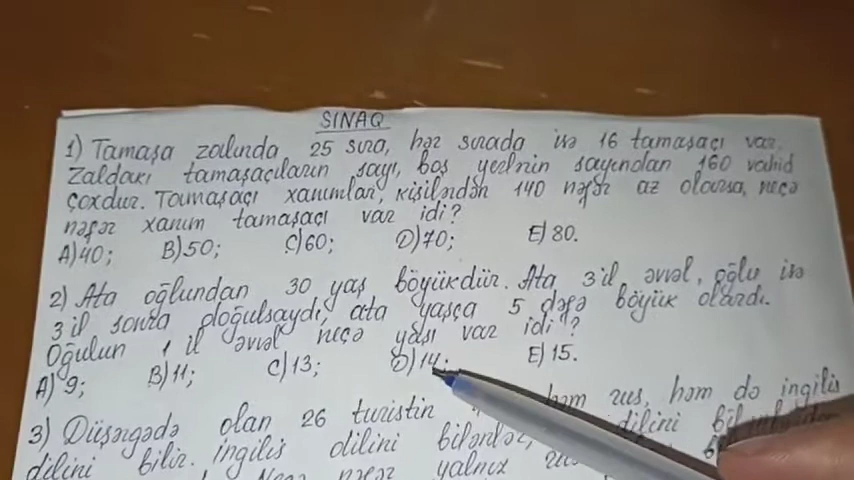 SINAQ
1) Tamaşa zalında 25 sıra, hər sırada isə 16 tamaşaçı var.
Zaldakı tamaşaçıların sayı, boş yerlərin sayından 160 vahid
çoxdur. Tamaşaçı xanımlar, kişilərdən 140 nəfər az olarsa, neçə
nəfər xanım tamaşaçı var idi?
A) 40; B) 50; C) 60; D) 70; E) 80.
2) Ata oğlundan 30 yaş böyükdür. Ata 3 il əvvəl, oğlu isə
3 il sonra doğulsaydı, ata yaşca 5 dəfə böyük olardı.
Oğulun 1 il əvvəl neçə yaşı var idi?
A) 9; B) 11; C) 13; D) 14; E) 15.
3) Düşərgədə olan 26 turistin həm rus, həm də ingilis
dilini bilir. ingilis dilini bilənlər, dilini
Neçə nəfər yalnız